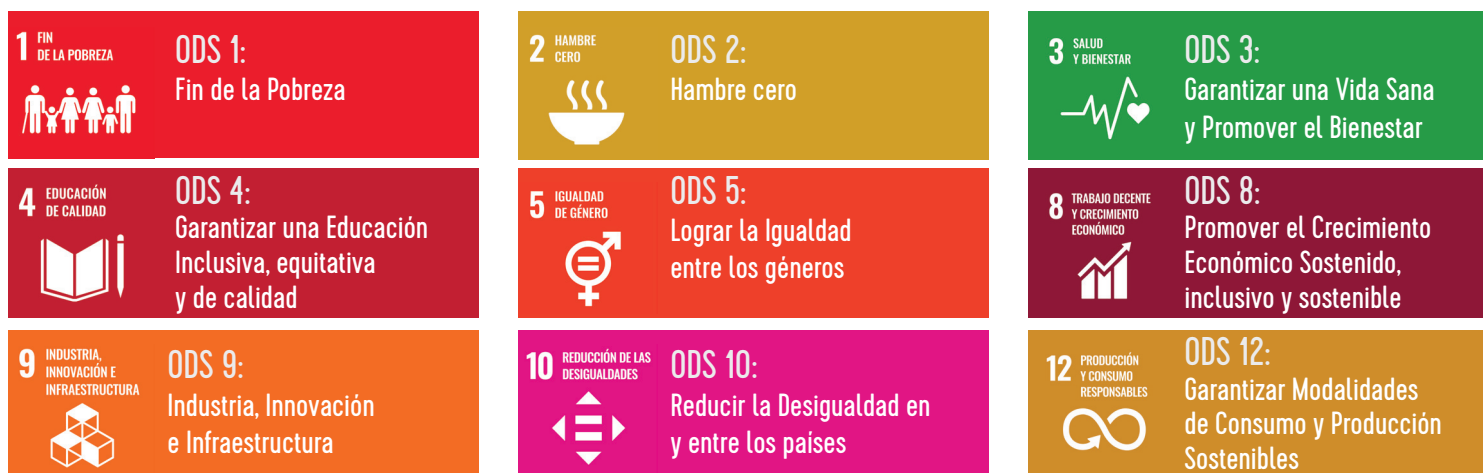 1 FIN
DE LA POBREZA
ODS 1:
Fin de la Pobreza
2 HAMBRE
CERO
ODS 2:
Hambre cero
3 SALUD
Y BIENESTAR
ODS 3:
Garantizar una Vida Sana
y Promover el Bienestar
4 EDUCACIÓN
DE CALIDAD
ODS 4:
Garantizar una Educación
Inclusiva, equitativa
y de calidad
5 IGUALDAD
DE GÉNERO
ODS 5:
Lograr la Igualdad
entre los géneros
8 TRABAJO DECENTE
Y CRECIMIENTO
ECONÓMICO
ODS 8:
Promover el Crecimiento
Económico Sostenido,
inclusivo y sostenible
9 INDUSTRIA,
INNOVACIÓN E
INFRAESTRUCTURA
ODS 9:
Industria, Innovación
e Infraestructura
10 REDUCCIÓN DE LAS
DESIGUALDADES
ODS 10:
Reducir la Desigualdad en
y entre los países
12 PRODUCCIÓN
Y CONSUMO
RESPONSABLES
ODS 12:
Garantizar Modalidades
de Consumo y Producción
Sostenibles